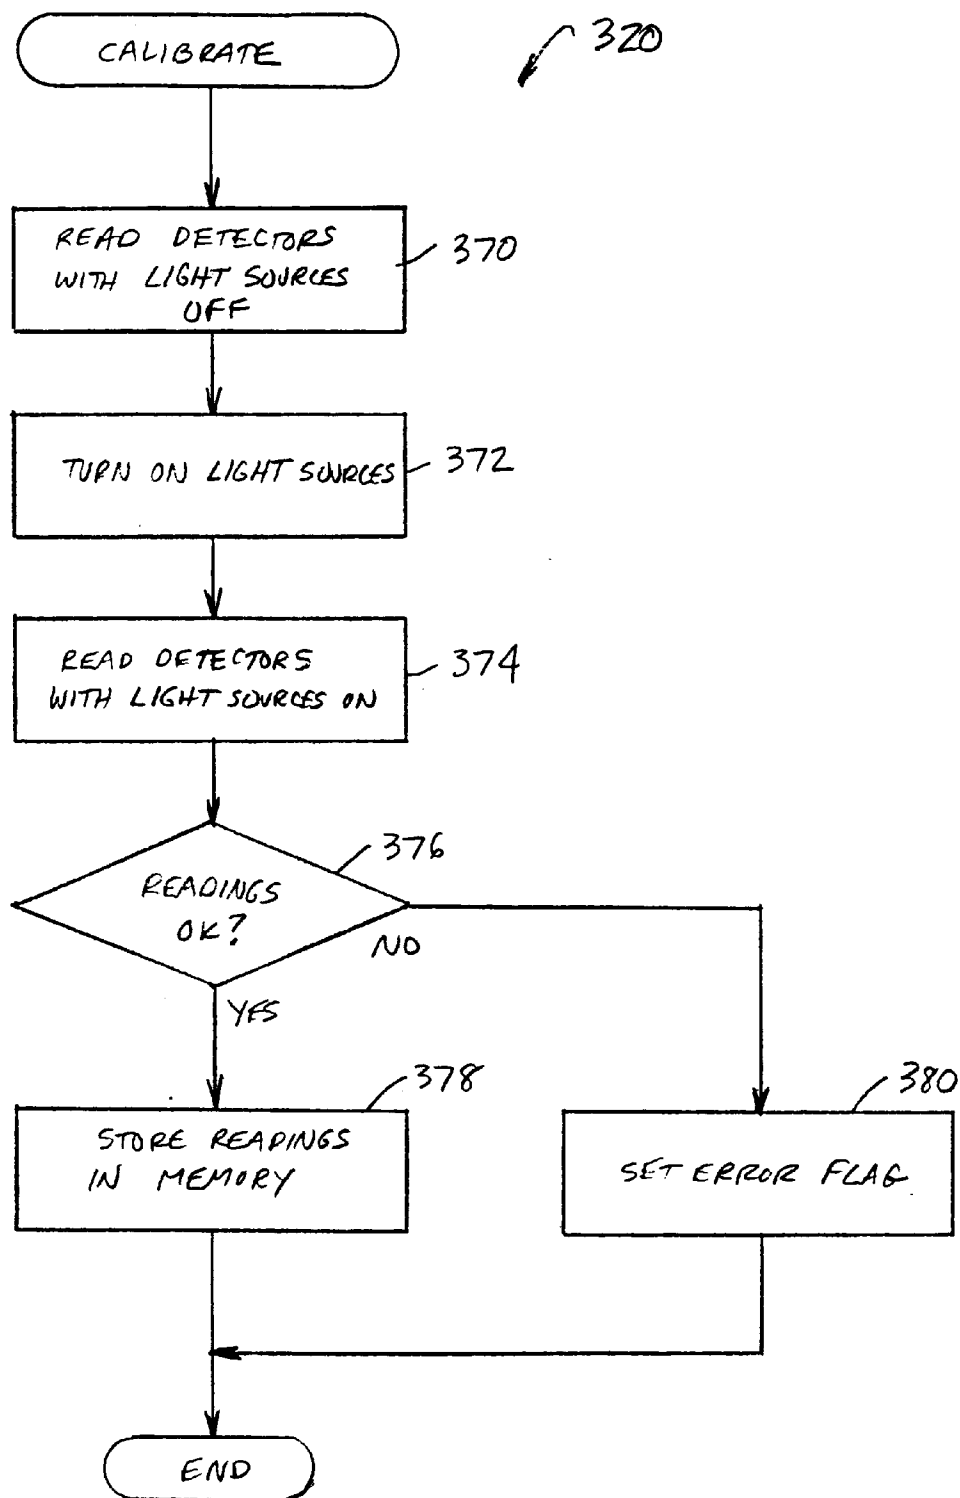 CALIBRATE
320
READ DETECTORS
WITH LIGHT SOURCES
OFF
370
TURN ON LIGHT SOURCES
372
READ DETECTORS
WITH LIGHT SOURCES ON
374
READINGS
OK?
376
NO
YES
STORE READINGS
IN MEMORY
378
SET ERROR FLAG
380
END